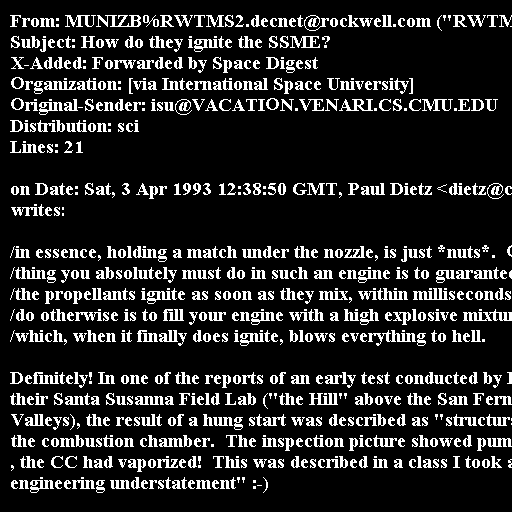 From: MUNIZB%RWTMS2.decnet@rockwell.com ("RWTM
Subject: How do they ignite the SSME?
X-Added: Forwarded by Space Digest
Organization: [via International Space University]
Original-Sender: isu@VACATION.VENARI.CS.CMU.EDU
Distribution: sci
Lines: 21

on Date: Sat, 3 Apr 1993 12:38:50 GMT, Paul Dietz <dietz@c
writes:

/in essence, holding a match under the nozzle, is just *nuts*.
/thing you absolutely must do in such an engine is to guarantee
/the propellants ignite as soon as they mix, within milliseconds
/do otherwise is to fill your engine with a high explosive mixtu
/which, when it finally does ignite, blows everything to hell.

Definitely! In one of the reports of an early test conducted by
their Santa Susanna Field Lab ("the Hill" above the San Fern
Valleys), the result of a hung start was described as "structur
the combustion chamber.  The inspection picture showed pum
, the CC had vaporized!  This was described in a class I took a
engineering understatement" :-)